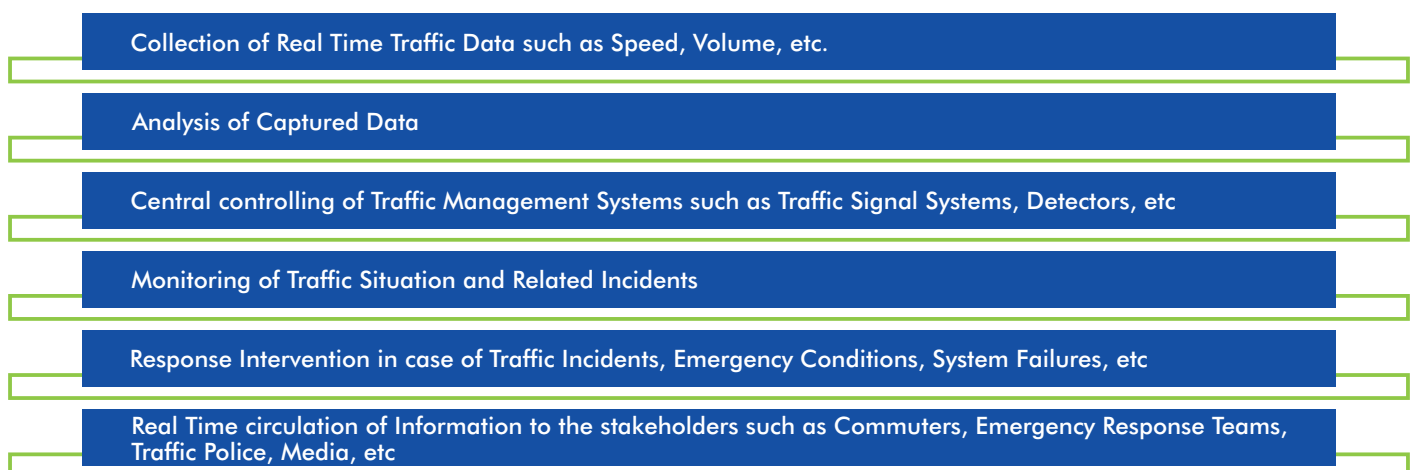 Collection of Real Time Traffic Data such as Speed, Volume, etc.
Analysis of Captured Data
Central controlling of Traffic Management Systems such as Traffic Signal Systems, Detectors, etc
Monitoring of Traffic Situation and Related Incidents
Response Intervention in case of Traffic Incidents, Emergency Conditions, System Failures, etc
Real Time circulation of Information to the stakeholders such as Commuters, Emergency Response Teams,
Traffic Police, Media, etc